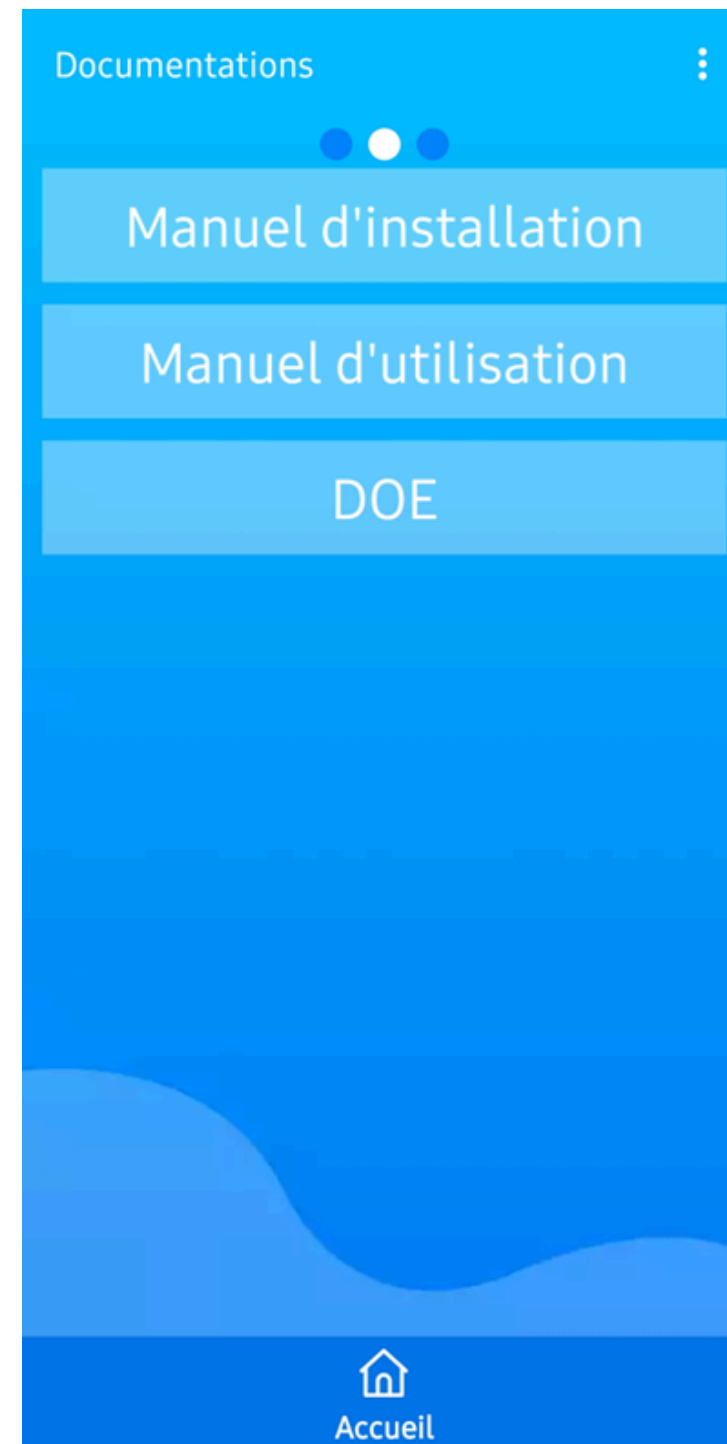 Documentations
Manuel d'installation
Manuel d'utilisation
DOE
Accueil